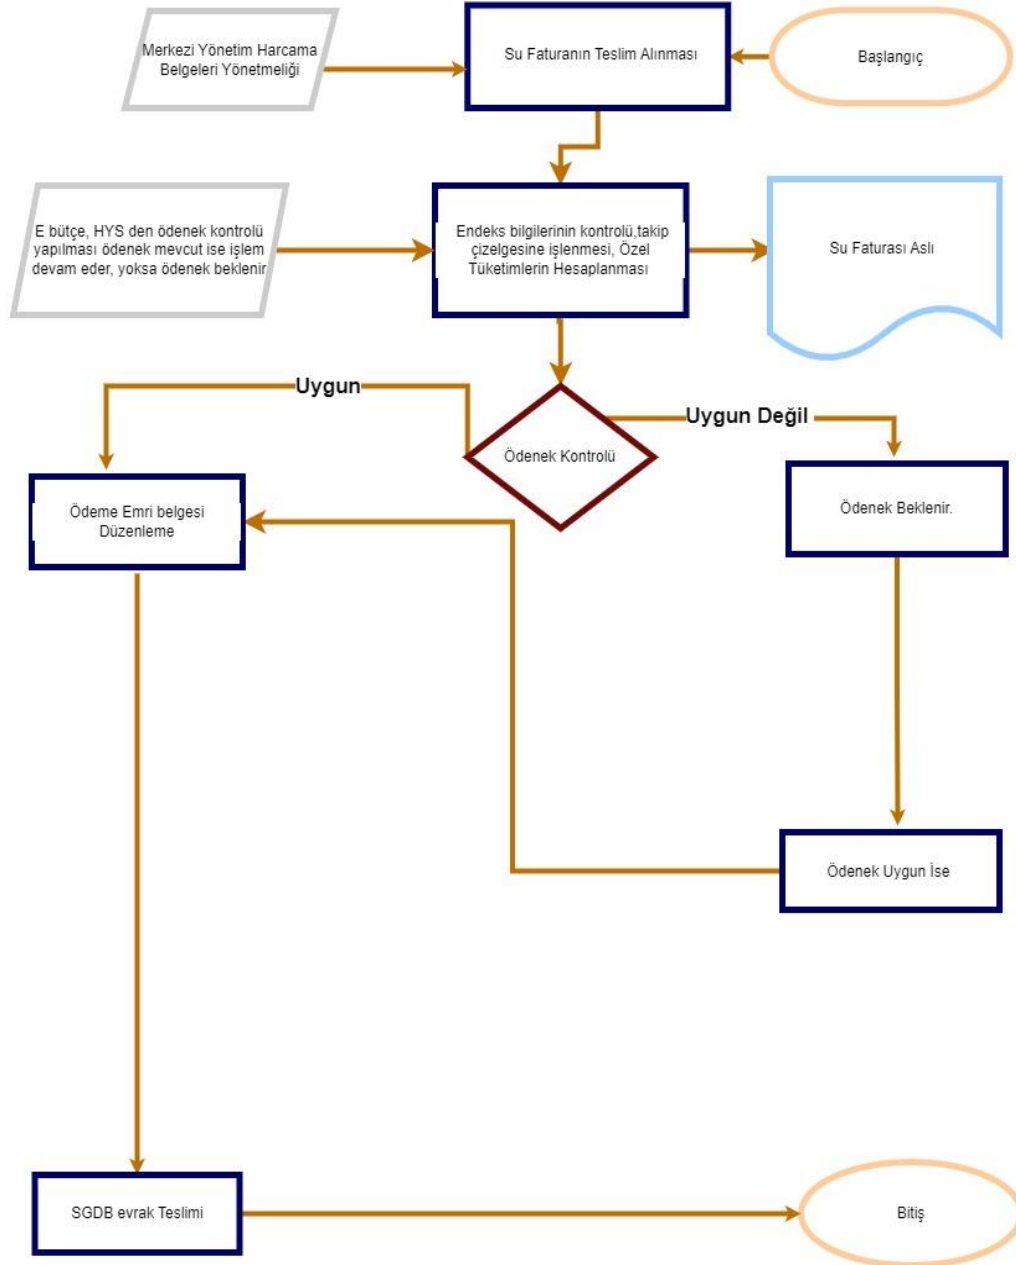 Merkezi Yönetim Harcama
Belgeleri Yönetmeliği
Su Faturanın Teslim Alınması
Başlangıç
E bütçe, HYS den ödenek kontrolü
yapılması ödenek mevcut ise işlem
devam eder, yoksa ödenek beklenir
Endeks bilgilerinin kontrolü,takip
çizelgesine işlenmesi, Özel
Tüketimlerin Hesaplanması
Su Faturası Aslı
Uygun
Uygun Değil
Ödenek Kontrolü
Ödeme Emri belgesi
Düzenleme
Ödenek Beklenir.
Ödenek Uygun İse
SGDB evrak Teslimi
Bitiş